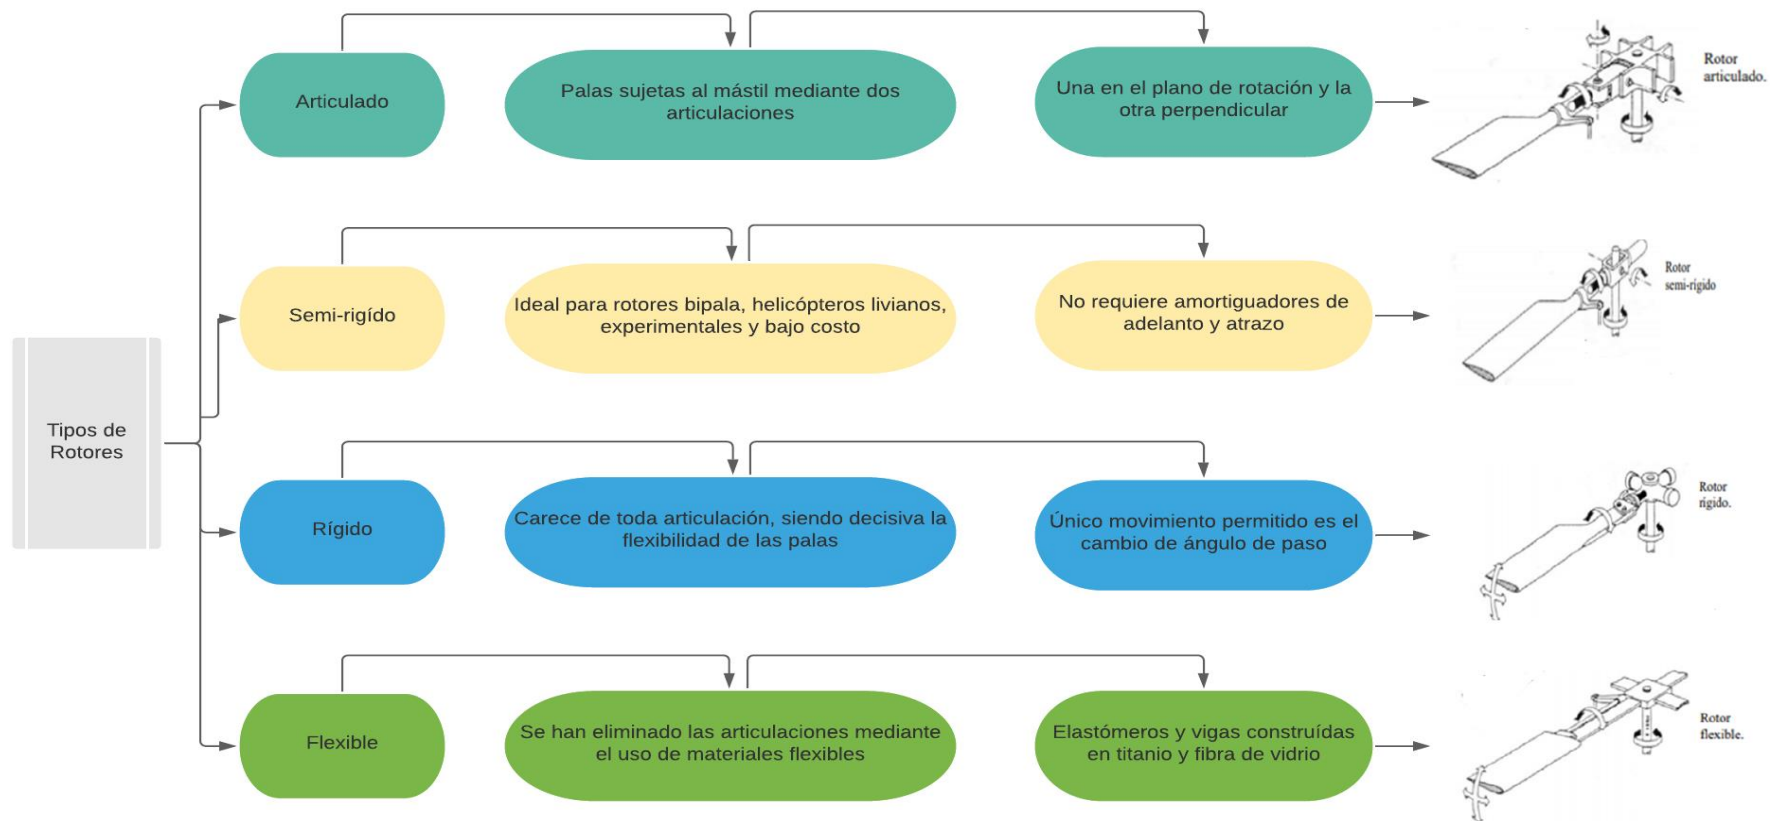 Tipos de
Rotores
Articulado
Palas sujetas al mástil mediante dos
articulaciones
Una en el plano de rotación y la
otra perpendicular
Rotor
articulado.
Semi-rigído
Ideal para rotores bipala, helicópteros livianos,
experimentales y bajo costo
No requiere amortiguadores de
adelanto y atrazo
Rotor
semi-rígido
Rígido
Carece de toda articulación, siendo decisiva la
flexibilidad de las palas
Único movimiento permitido es el
cambio de ángulo de paso
Rotor
rígido.
Flexible
Se han eliminado las articulaciones mediante
el uso de materiales flexibles
Elastómeros y vigas construídas
en titanio y fibra de vidrio
Rotor
flexible.